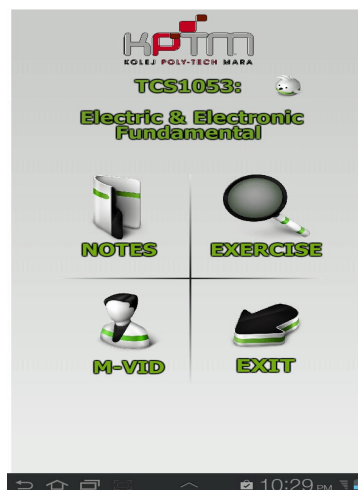 KPTM
KOLEJ POLY-TECH MARA
TCS1053:
Electric & Electronic
Fundamental
NOTES
EXERCISE
M-VID
EXIT
10:29 PM